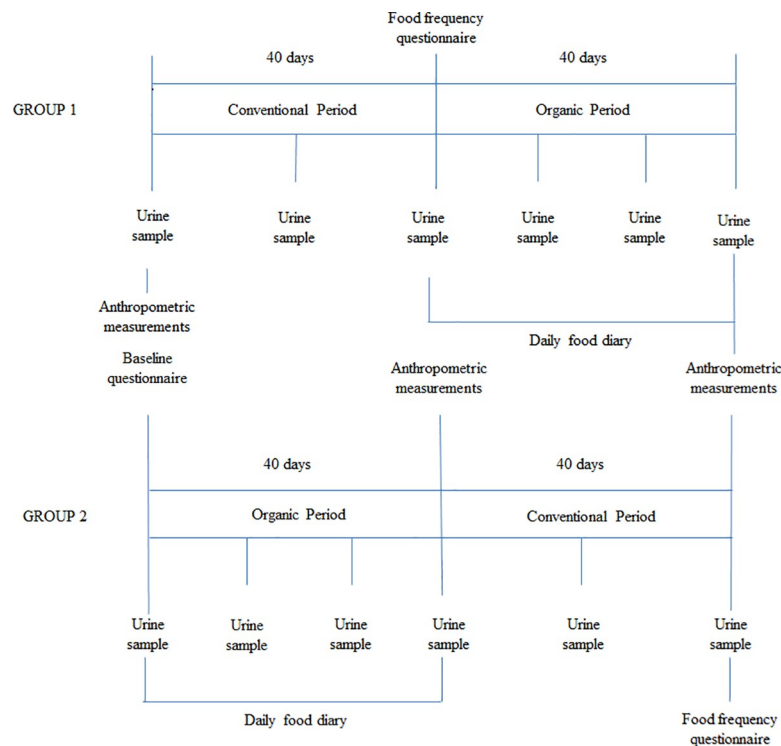 Food frequency
questionnaire
40 days
40 days
GROUP 1
Conventional Period
Organic Period
Urine
sample
Urine
sample
Urine
sample
Urine
sample
Urine
sample
Urine
sample
Anthropometric
measurements
Baseline
questionnaire
Daily food diary
Anthropometric
measurements
Anthropometric
measurements
40 days
40 days
GROUP 2
Organic Period
Conventional Period
Urine
sample
Urine
sample
Urine
sample
Urine
sample
Urine
sample
Urine
sample
Daily food diary
Food frequency
questionnaire